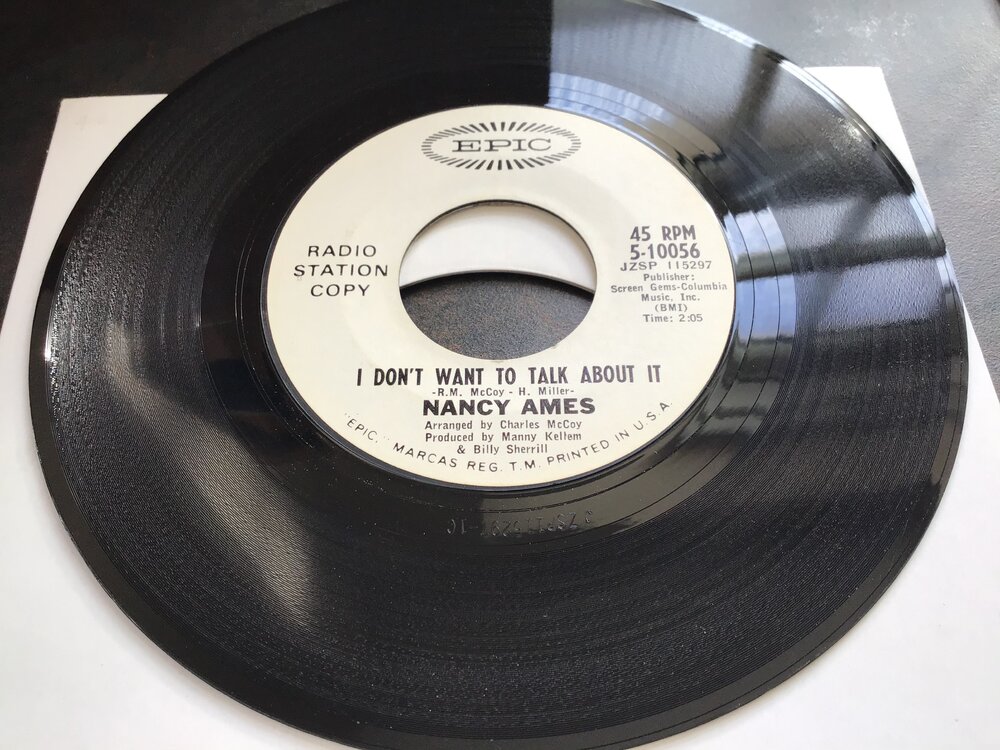 EPIC
RADIO
STATION
COPY
45 RPM
5-10056
JZSP 115297
Publisher:
Screen Gems-Columbia
Music, Inc.
(BMI)
Time: 2:05
I DON'T WANT TO TALK ABOUT IT
-R.M. McCoy - H. Miller-
NANCY AMES
Arranged by Charles McCoy
Produced by Manny Kellem
& Billy Sherrill
"EPIC," MARCAS REG. T.M. PRINTED IN U.S.A.